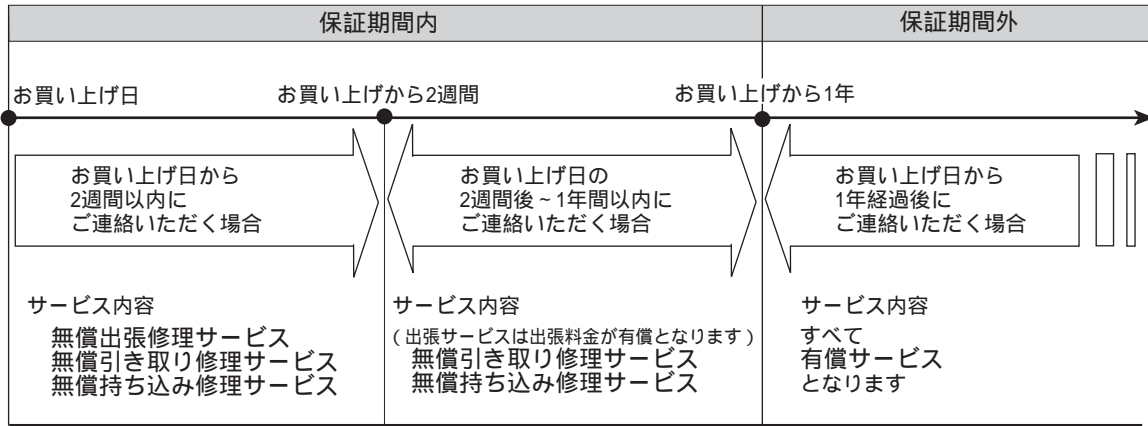 保証期間内
保証期間外
お買い上げ日
お買い上げから2週間
お買い上げから1年
お買い上げ日から
2週間以内に
ご連絡いただく場合
お買い上げ日の
2週間後~1年間以内に
ご連絡いただく場合
お買い上げ日から
1年経過後に
ご連絡いただく場合
サービス内容
無償出張修理サービス
無償引き取り修理サービス
無償持ち込み修理サービス
サービス内容
(出張サービスは出張料金が有償となります)
無償引き取り修理サービス
無償持ち込み修理サービス
サービス内容
すべて
有償サービス
となります